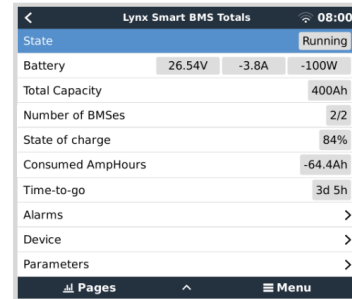 Lynx Smart BMS Totals 08:00
State Running
Battery 26.54V -3.8A -100W
Total Capacity 400Ah
Number of BMSes 2/2
State of charge 84%
Consumed AmpHours -64.4Ah
Time-to-go 3d 5h
Alarms
Device
Parameters
Pages Menu